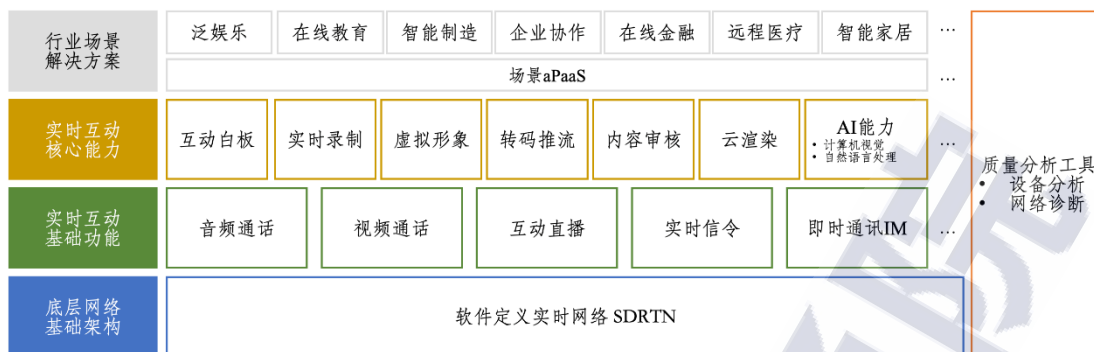 行业场景
解决方案
泛娱乐
在线教育
智能制造
企业协作
在线金融
远程医疗
智能家居
…
场景aPaaS
…
实时互动
核心能力
互动白板
实时录制
虚拟形象
转码推流
内容审核
云渲染
AI能力
• 计算机视觉
• 自然语言处理
…
实时互动
基础功能
音频通话
视频通话
互动直播
实时信令
即时通讯IM
…
底层网络
基础架构
软件定义实时网络 SDRTN
质量分析工具
• 设备分析
• 网络诊断